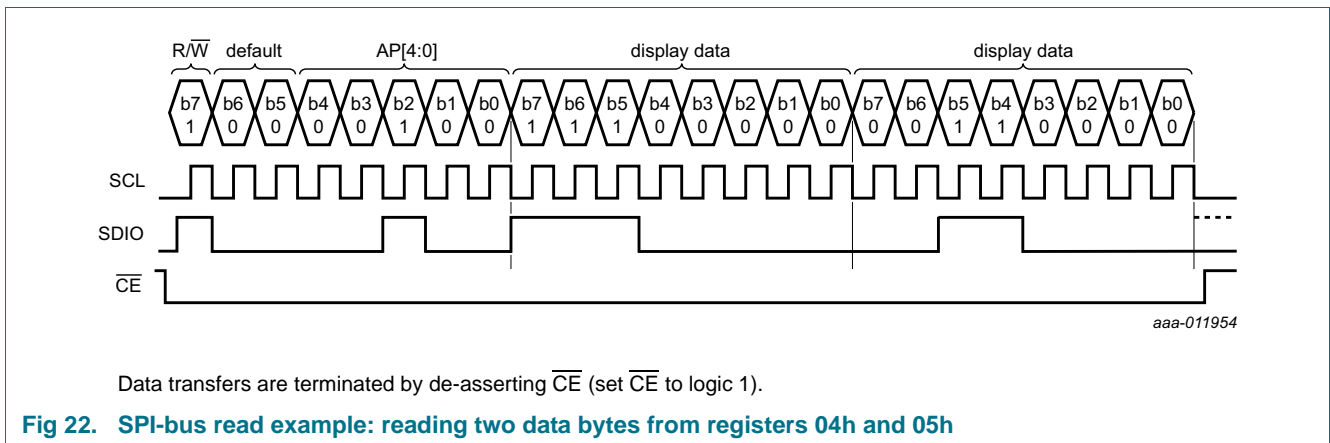 R/W̅ default AP[4:0] display data display data
b7 b6 b5 b4 b3 b2 b1 b0 b7 b6 b5 b4 b3 b2 b1 b0 b7 b6 b5 b4 b3 b2 b1 b0
1 0 0 0 0 1 0 0 1 1 1 0 0 0 0 0 0 0 1 1 0 0 0 0
SCL
SDIO
C̅E̅
aaa-011954
Data transfers are terminated by de-asserting C̅E̅ (set C̅E̅ to logic 1).
Fig 22. SPI-bus read example: reading two data bytes from registers 04h and 05h